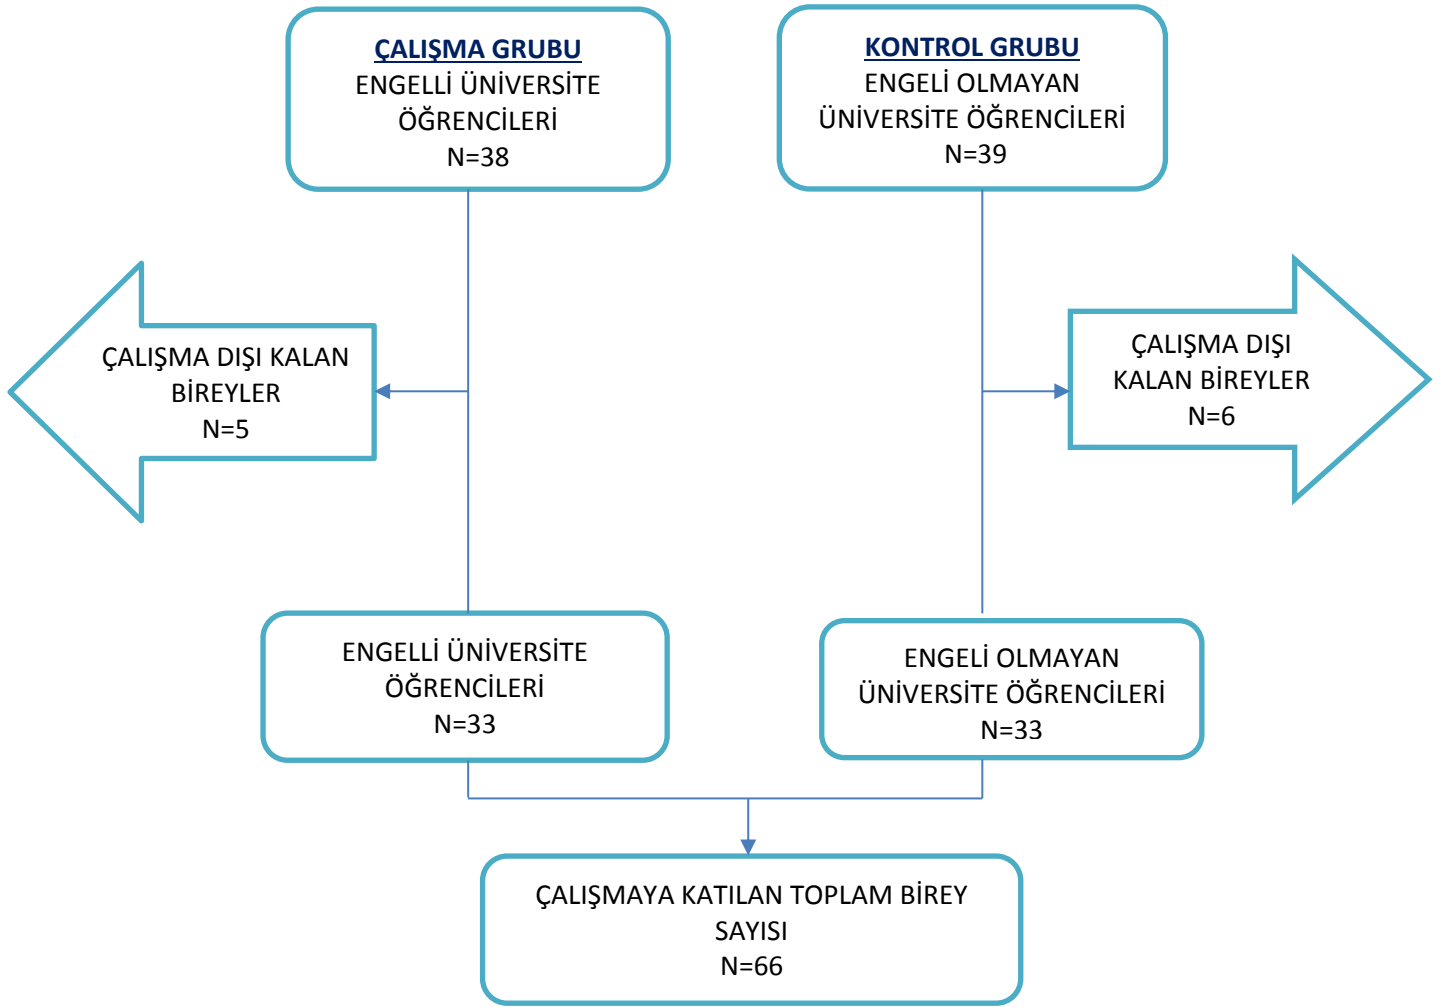 ÇALIŞMA GRUBU
ENGELLİ ÜNİVERSİTE
ÖĞRENCİLERİ
N=38
KONTROL GRUBU
ENGELİ OLMAYAN
ÜNİVERSİTE ÖĞRENCİLERİ
N=39
ÇALIŞMA DIŞI KALAN
BİREYLER
N=5
ÇALIŞMA DIŞI
KALAN BİREYLER
N=6
ENGELLİ ÜNİVERSİTE
ÖĞRENCİLERİ
N=33
ENGELİ OLMAYAN
ÜNİVERSİTE ÖĞRENCİLERİ
N=33
ÇALIŞMAYA KATILAN TOPLAM BİREY
SAYISI
N=66